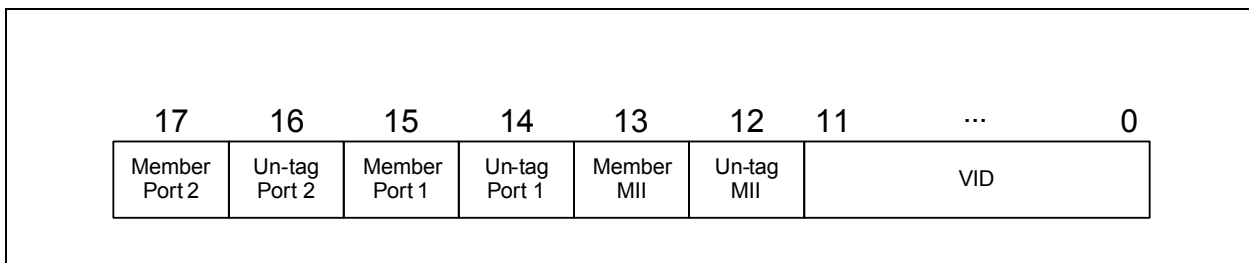 17 16 15 14 13 12 11 ... 0
Member Un-tag Member Un-tag Member Un-tag VID
Port 2 Port 2 Port 1 Port 1 MII MII